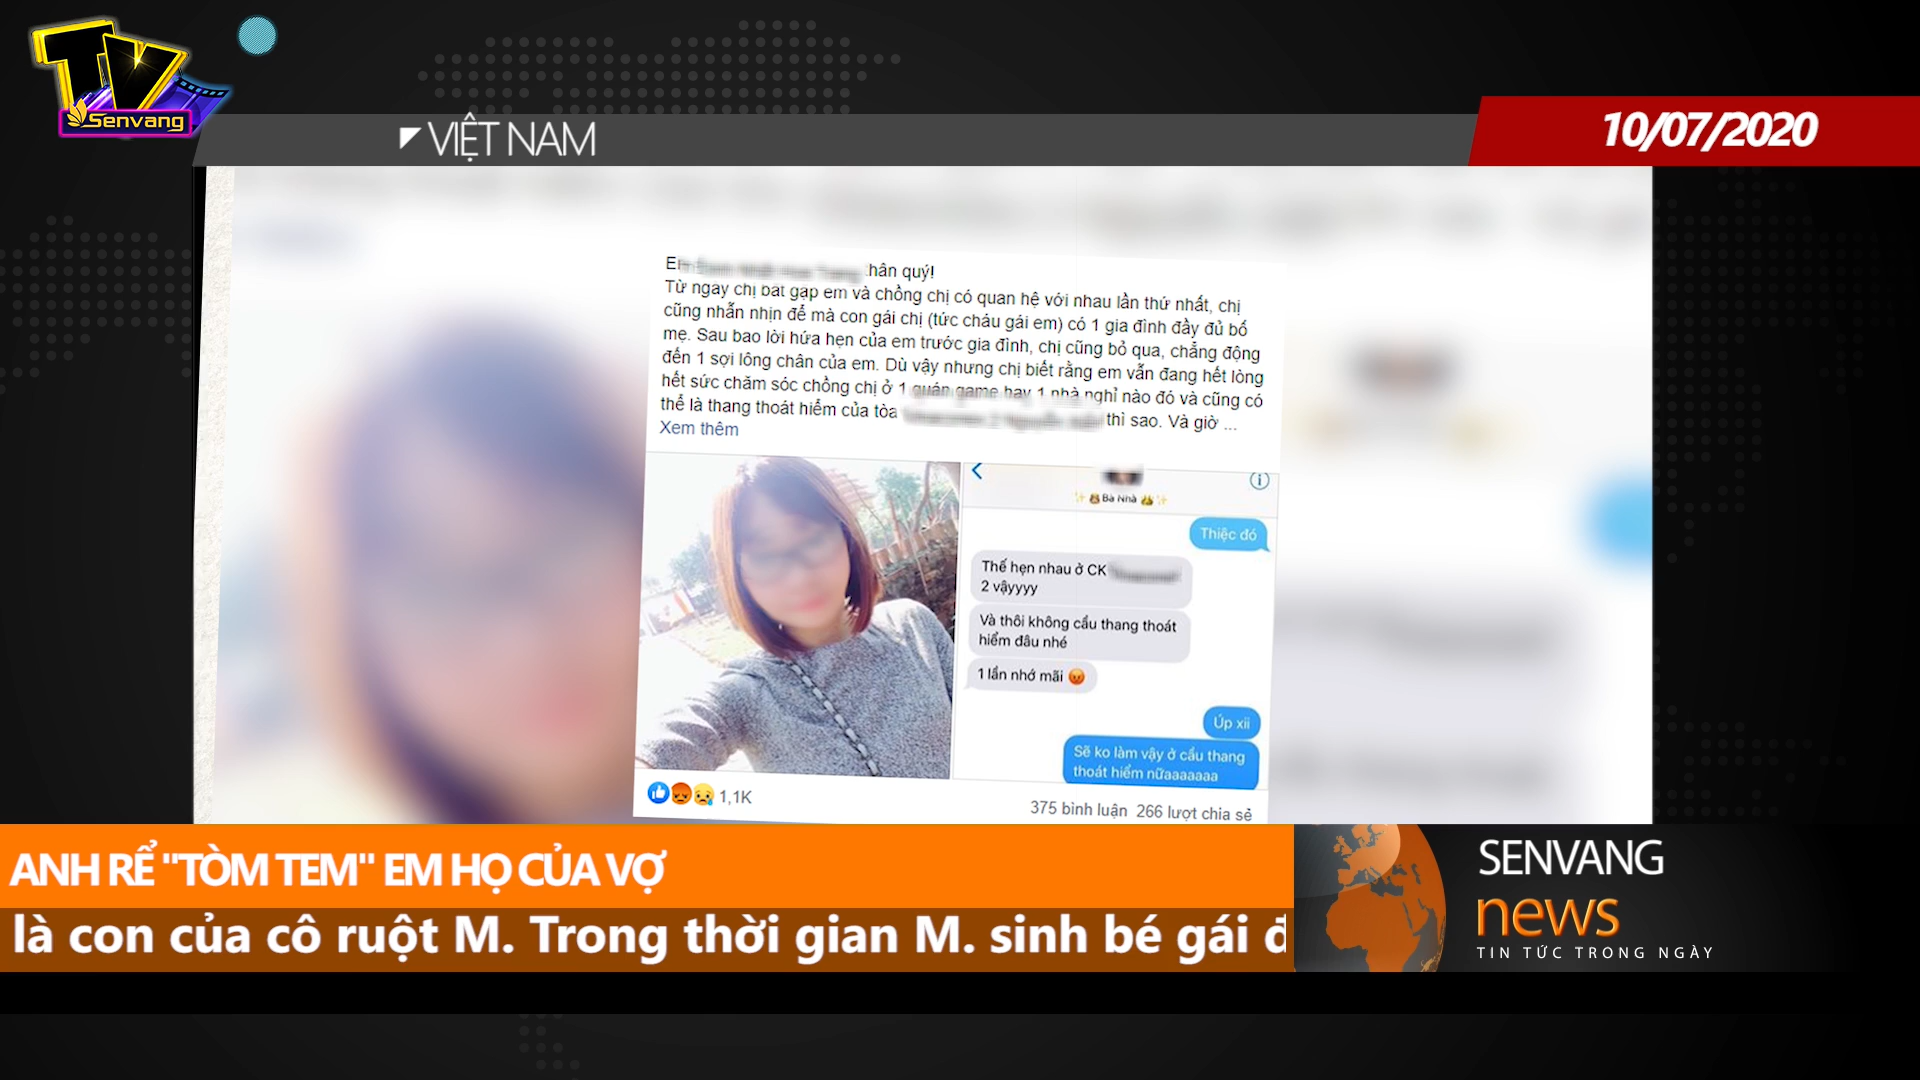 TV
Senvang
VIỆT NAM
10/07/2020
Em thân quý!
Từ ngày chị bắt gặp em và chồng chị có quan hệ với nhau lần thứ nhất, chị
cũng nhẫn nhịn để mà con gái chị (tức cháu gái em) có 1 gia đình đầy đủ bố
mẹ. Sau bao lời hứa hẹn của em trước gia đình, chị cũng bỏ qua, chẳng động
đến 1 sợi lông chân của em. Dù vậy nhưng chị biết rằng em vẫn đang hết lòng
hết sức chăm sóc chồng chị ở 1 quán game hay 1 nhà nghỉ nào đó và cũng có
thể là thang thoát hiểm của tòa thì sao. Và giờ ...
Xem thêm
Bà Nhà
Thiệc đó
Thế hẹn nhau ở CK
2 vậyyyy
Và thôi không cầu thang thoát
hiểm đâu nhé
1 lần nhớ mãi 😡
Úp xii
Sẽ ko làm vậy ở cầu thang
thoát hiểm nữaaaaaaa
1,1K
375 bình luận 266 lượt chia sẻ
ANH RỂ "TÒM TEM" EM HỌ CỦA VỢ
là con của cô ruột M. Trong thời gian M. sinh bé gái đ
SENVANG
news
TIN TỨC TRONG NGÀY